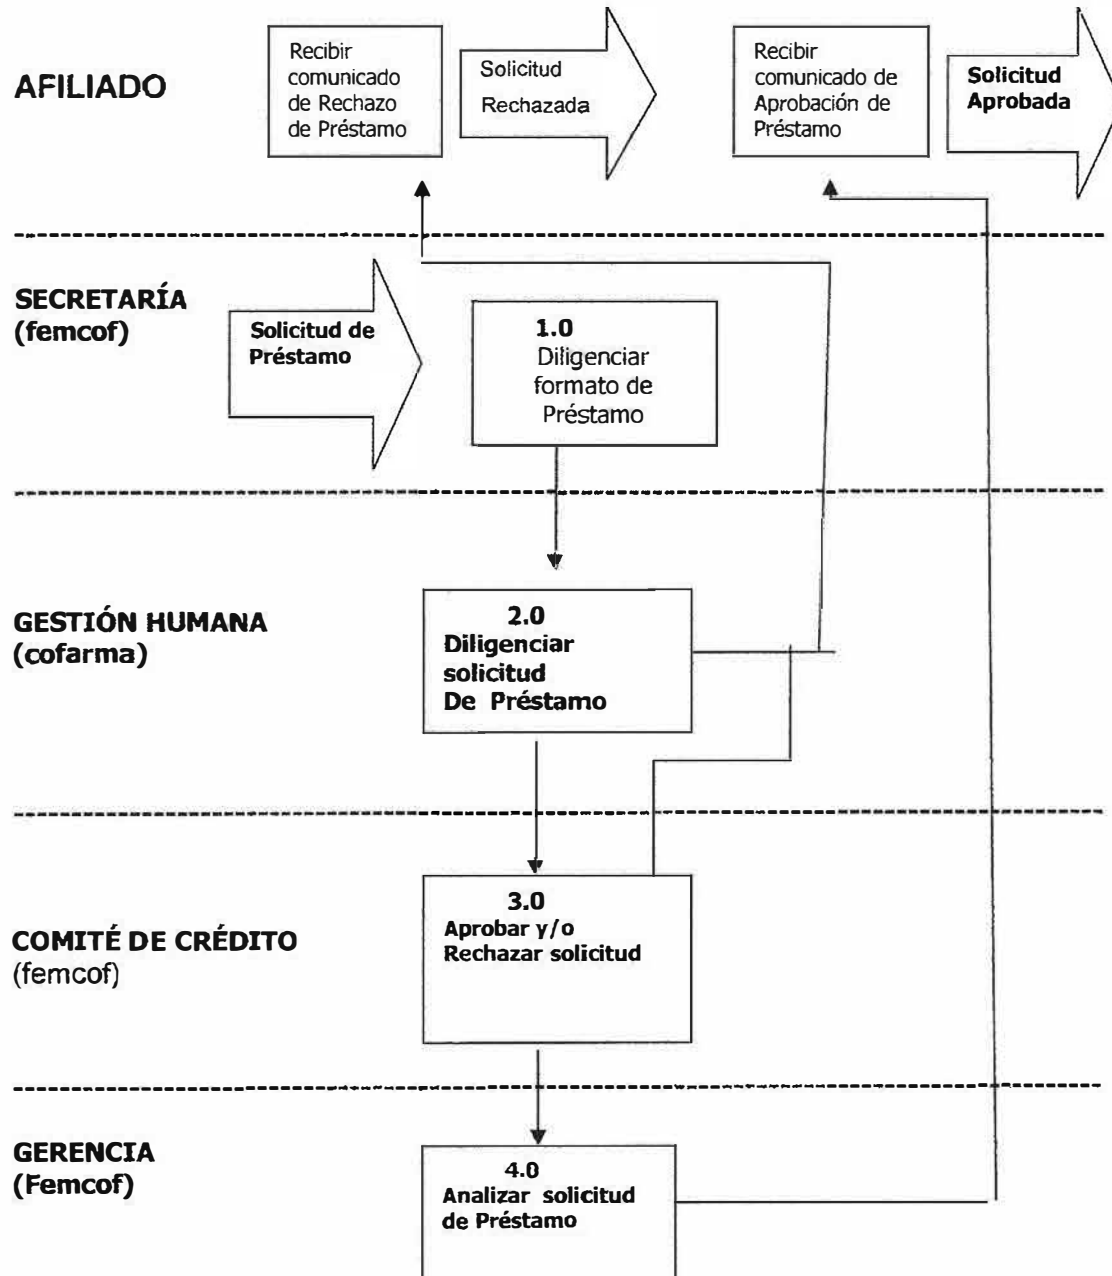 AFILIADO
Recibir
comunicado
de Rechazo
de Préstamo
Solicitud
Rechazada
Recibir
comunicado de
Aprobación de
Préstamo
Solicitud
Aprobada
SECRETARÍA
(femcof)
Solicitud de
Préstamo
1.0
Diligenciar
formato de
Préstamo
GESTIÓN HUMANA
(cofarma)
2.0
Diligenciar
solicitud
De Préstamo
COMITÉ DE CRÉDITO
(femcof)
3.0
Aprobar y/o
Rechazar solicitud
GERENCIA
(Femcof)
4.0
Analizar solicitud
de Préstamo